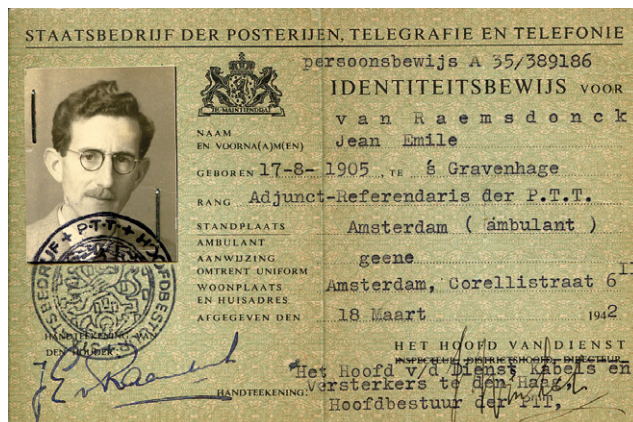 STAATSBEDRIJF DER POSTERIJEN, TELEGRAFIE EN TELEFONIE
persoonsbewijs A 35/389186
IDENTITEITSBEWIJS VOOR
van Raemsdonck
JE MAINTIENDRAI
NAAM
EN VOORNA(A)M(EN) Jean Emile
GEBOREN 17-8- 1905, TE ś Gravenhage
RANG Adjunct-Referendaris der P.T.T.
STANDPLAATS Amsterdam ( ambulant )
AMBULANT
AANWIJZING geene
OMTRENT UNIFORM
WOONPLAATS Amsterdam, Corellistraat 6 II
EN HUISADRES
AFGEGEVEN DEN 18 Maart 1942
HANDTEEKENING VAN
DEN HOUDER:
HET HOOFD VAN DIENST
INSPECTEUR, DISTRICTSHOOFD, DIRECTEUR
HANDTEEKENING: Het Hoofd v/d Dienst Kabels en
Versterkers te den Haag,
Hoofdbestuur der PTT,
P.T.T. HOOFDBESTUUR